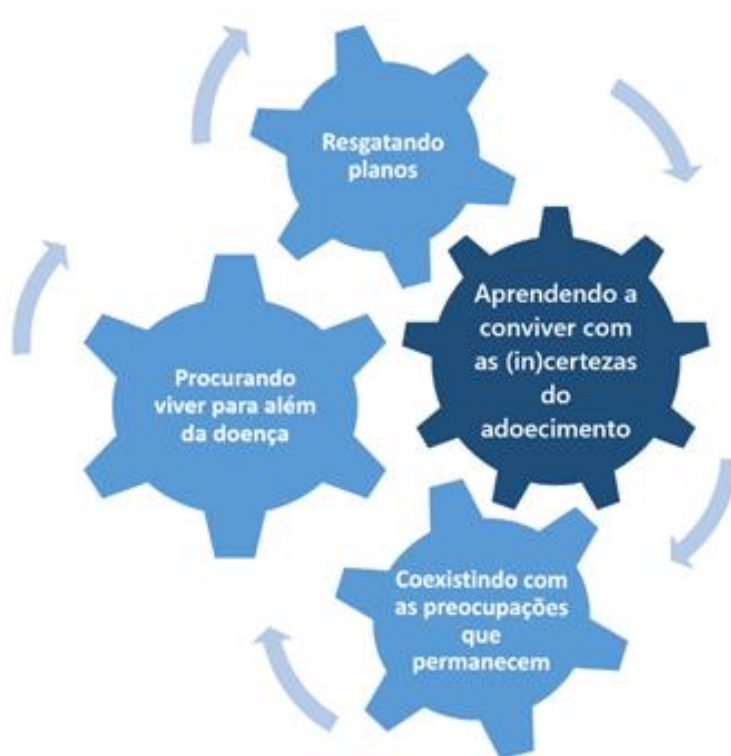 Resgatando
planos
Aprendendo a
conviver com
as (in)certezas
do
adoecimento
Procurando
viver para além
da doença
Coexistindo com
as preocupações
que
permanecem